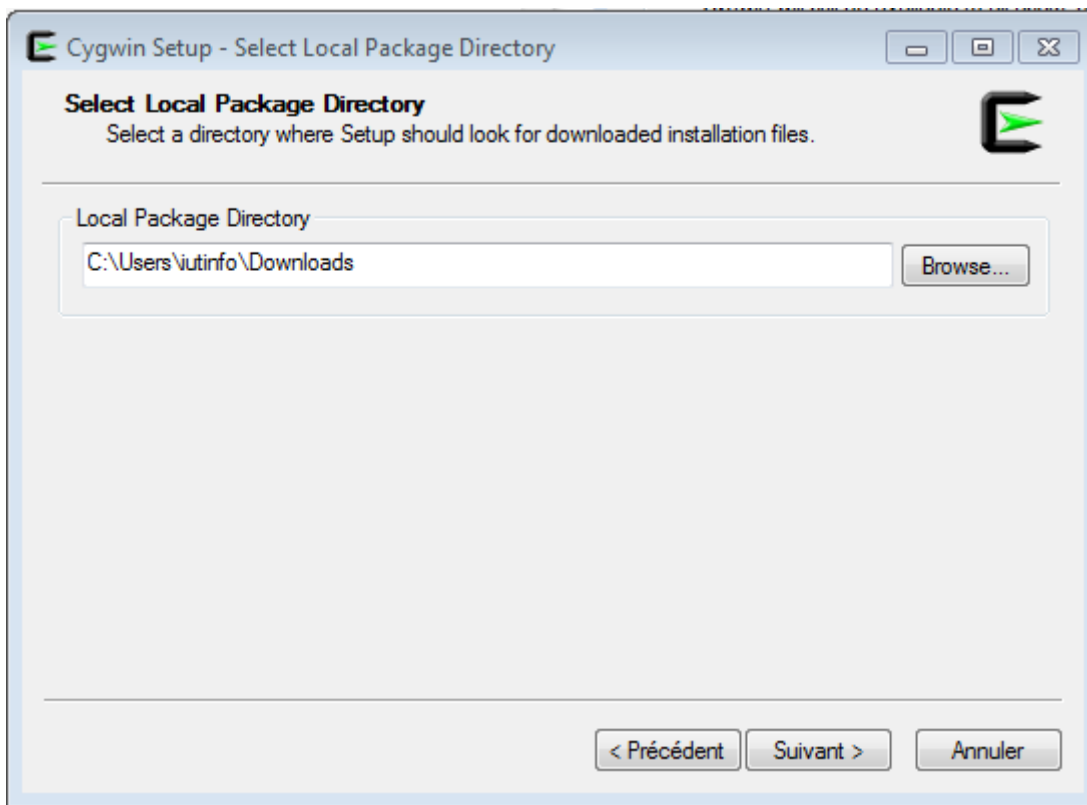 Cygwin Setup - Select Local Package Directory
Select Local Package Directory
Select a directory where Setup should look for downloaded installation files.
Local Package Directory
C:\Users\iutinfo\Downloads
Browse...
< Précédent
Suivant >
Annuler